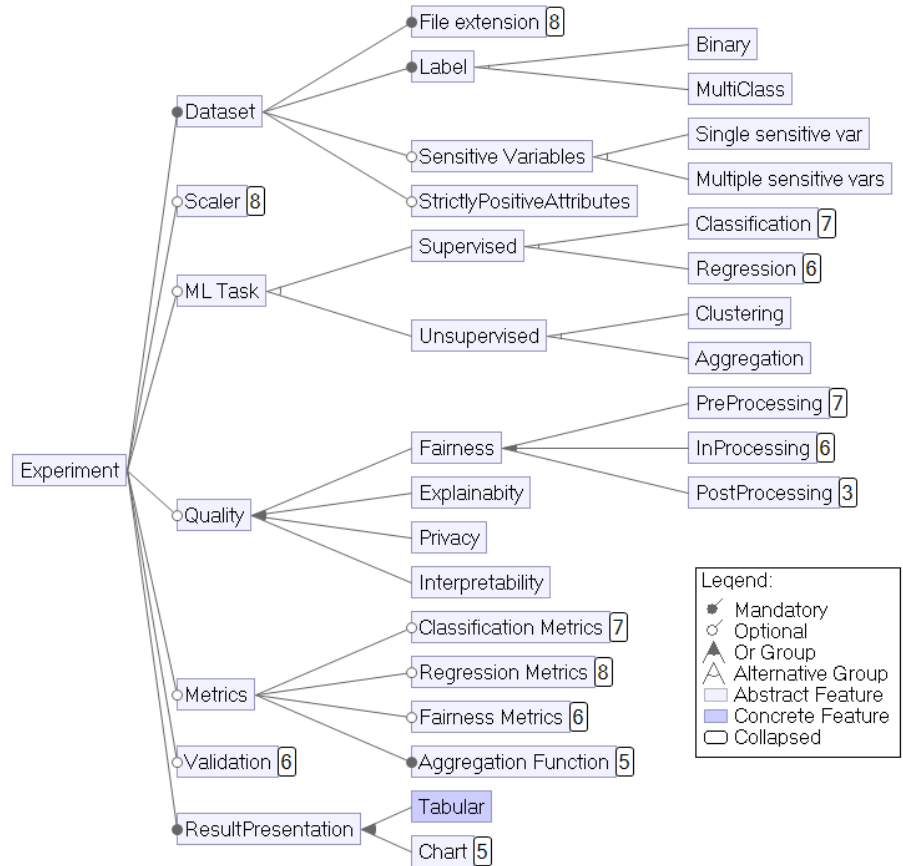 File extension 8
Binary
Label
MultiClass
Dataset
Single sensitive var
Sensitive Variables
Multiple sensitive vars
Scaler 8
StrictlyPositiveAttributes
Classification 7
Supervised
Regression 6
ML Task
Clustering
Unsupervised
Aggregation
PreProcessing 7
Fairness
InProcessing 6
Experiment
Explainabity
PostProcessing 3
Quality
Privacy
Interpretability
Legend:
Mandatory
Optional
Or Group
Alternative Group
Abstract Feature
Concrete Feature
Collapsed
Classification Metrics 7
Regression Metrics 8
Metrics
Fairness Metrics 6
Validation 6
Aggregation Function 5
Tabular
ResultPresentation
Chart 5